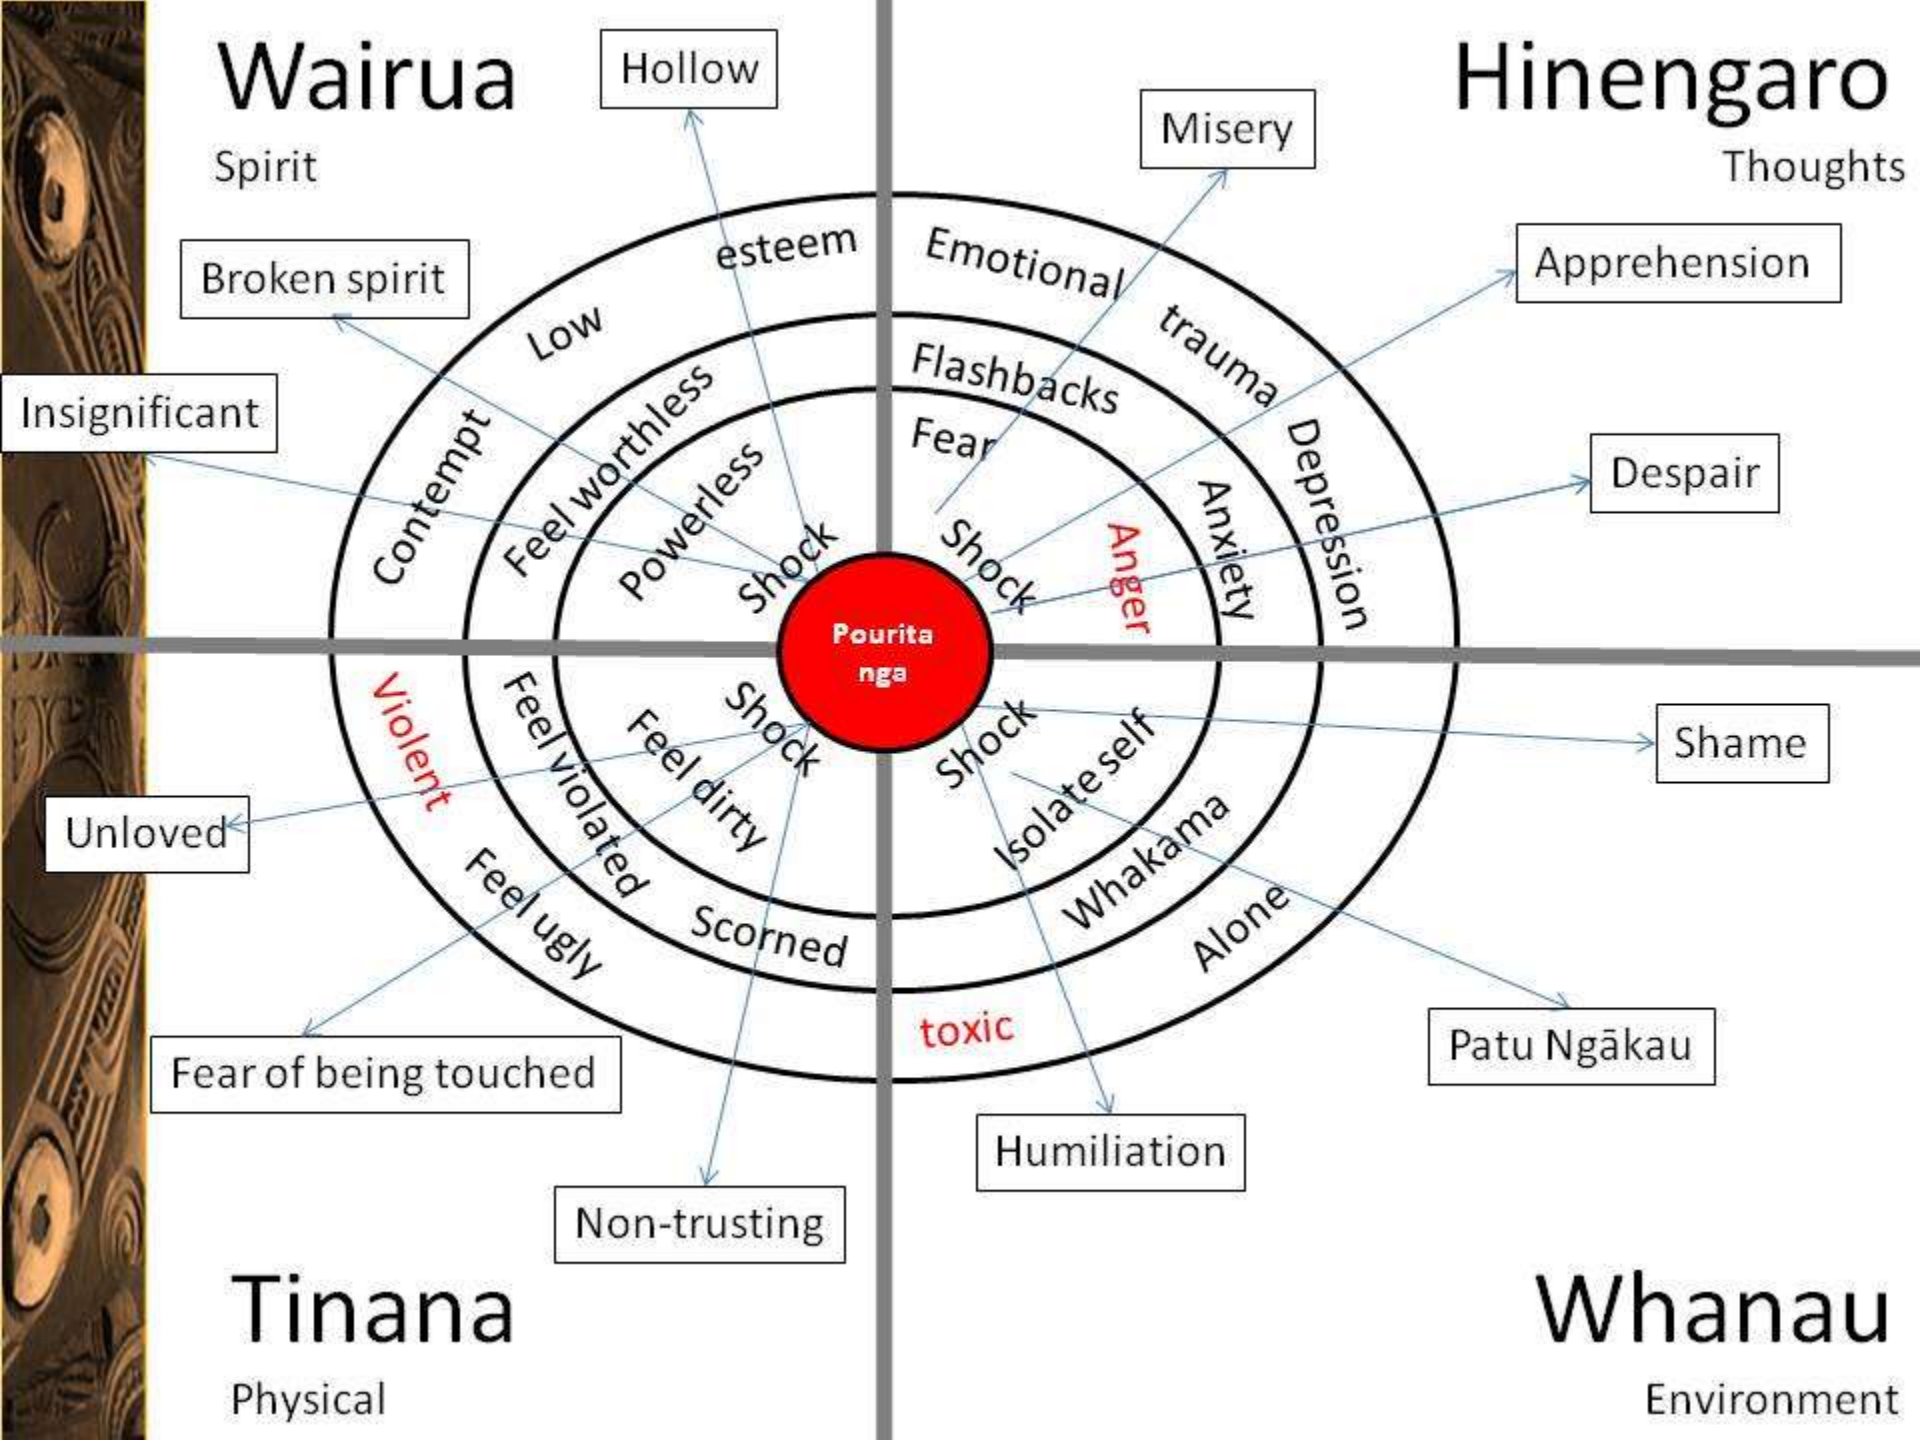 Wairua
Spirit
Hollow
Broken spirit
Insignificant
Low esteem
Contempt
Feel worthless
Powerless
Shock
Hinengaro
Thoughts
Misery
Apprehension
Despair
Emotional trauma
Depression
Flashbacks
Anxiety
Fear
Anger
Shock
Pourita
nga
Violent
Feel ugly
Feel violated
Scorned
Feel dirty
Shock
Unloved
Fear of being touched
Non-trusting
Tinana
Physical
Shock
Isolate self
Whakama
Alone
toxic
Shame
Patu Ngākau
Humiliation
Whanau
Environment